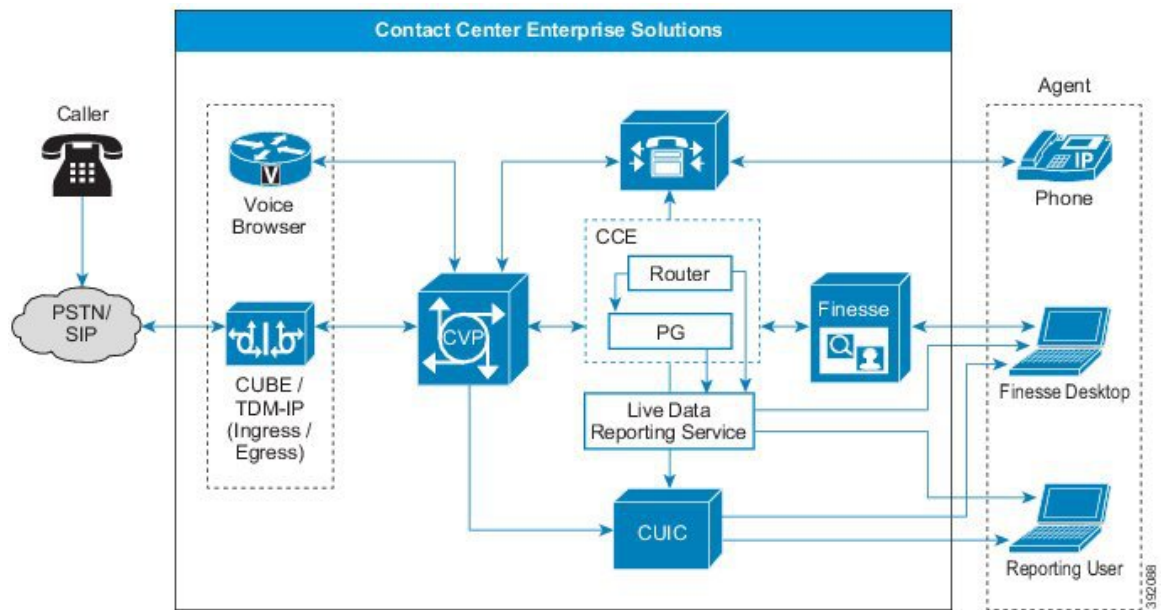 Contact Center Enterprise Solutions
Caller
PSTN/
SIP
V
Voice
Browser
CUBE /
TDM-IP
(Ingress /
Egress)
CVP
CCE
Router
PG
Live Data
Reporting Service
CUIC
Finesse
Agent
IP
Phone
Finesse Desktop
Reporting User
392088